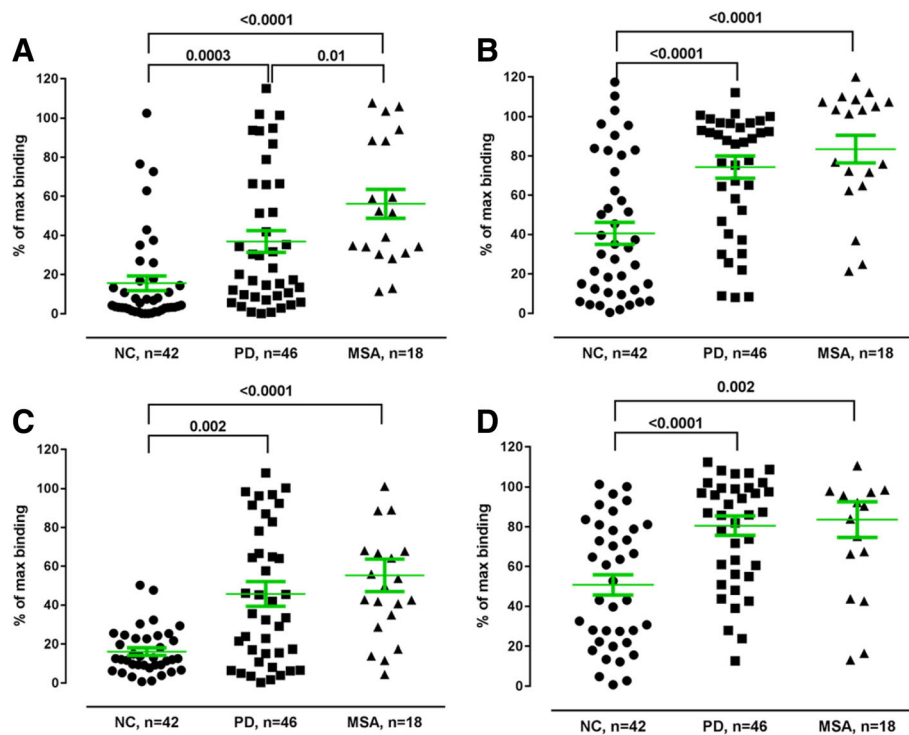 <0.0001
A
0.0003
0.01
120
100
80
60
40
20
0
% of max binding
NC, n=42
PD, n=46
MSA, n=18
<0.0001
B
<0.0001
120
100
80
60
40
20
0
% of max binding
NC, n=42
PD, n=46
MSA, n=18
<0.0001
C
0.002
120
100
80
60
40
20
0
% of max binding
NC, n=42
PD, n=46
MSA, n=18
0.002
D
<0.0001
120
100
80
60
40
20
0
% of max binding
NC, n=42
PD, n=46
MSA, n=18